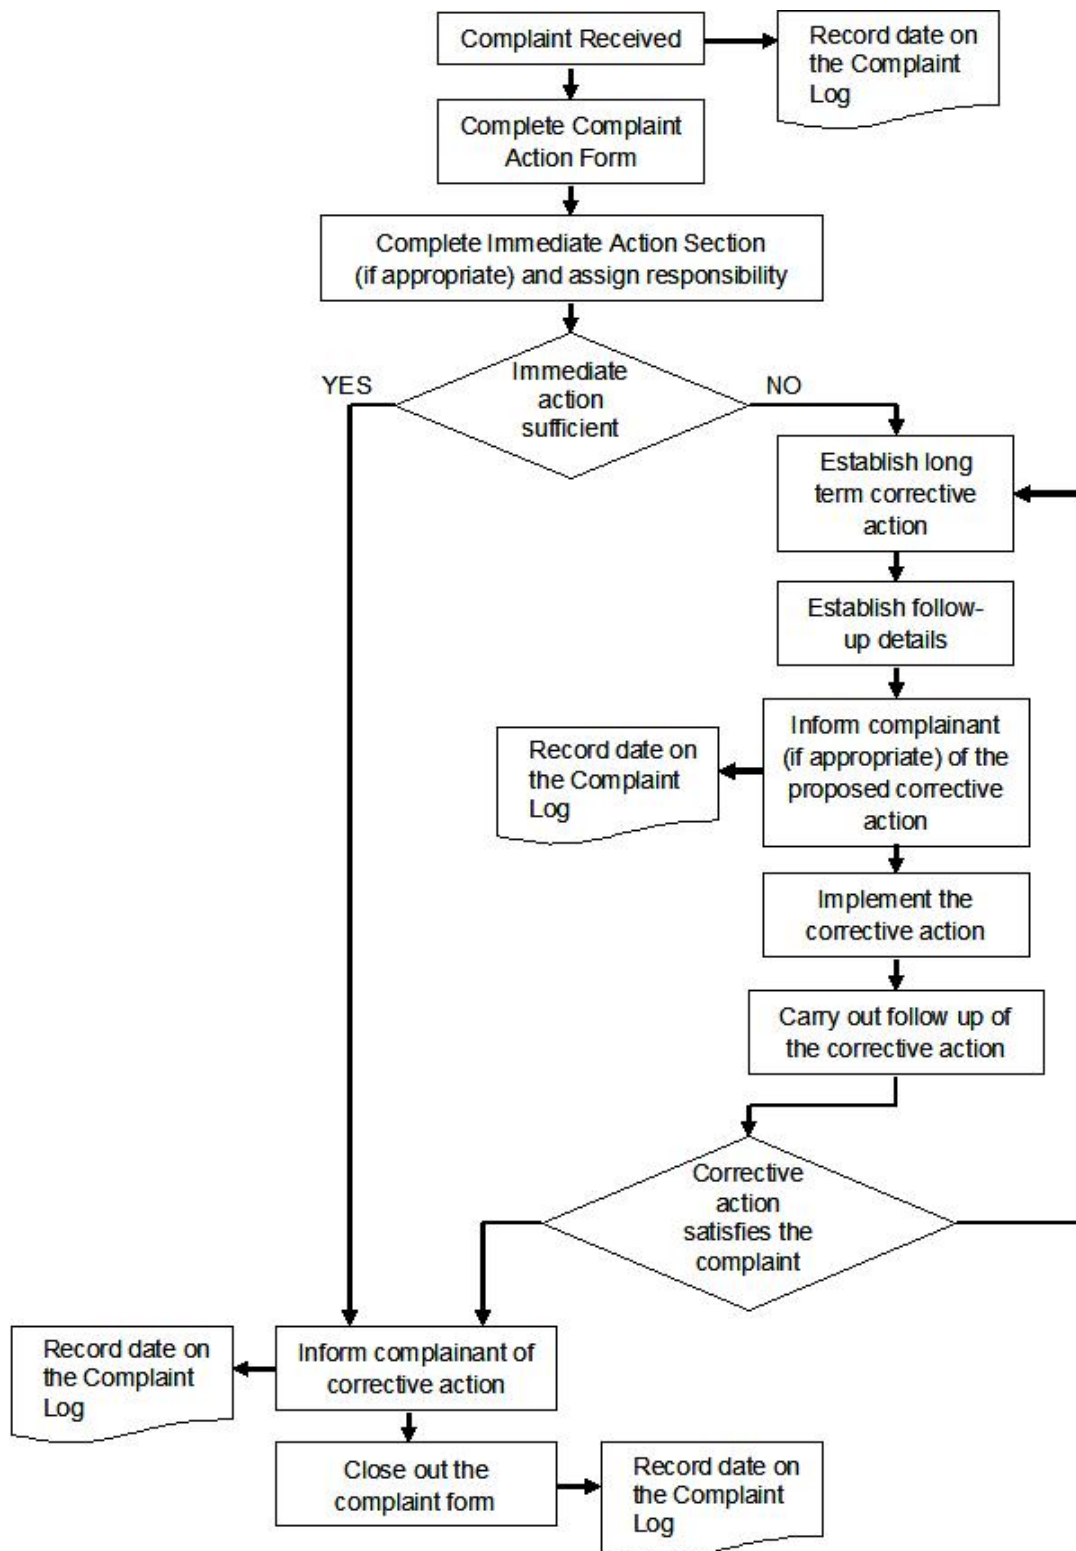 Complaint Received
Record date on
the Complaint
Log
Complete Complaint
Action Form
Complete Immediate Action Section
(if appropriate) and assign responsibility
Immediate
action
sufficient
YES
NO
Establish long
term corrective
action
Establish follow-
up details
Inform complainant
(if appropriate) of the
proposed corrective
action
Record date on
the Complaint
Log
Implement the
corrective action
Carry out follow up of
the corrective action
Corrective
action
satisfies the
complaint
Inform complainant of
corrective action
Record date on
the Complaint
Log
Close out the
complaint form
Record date on
the Complaint
Log